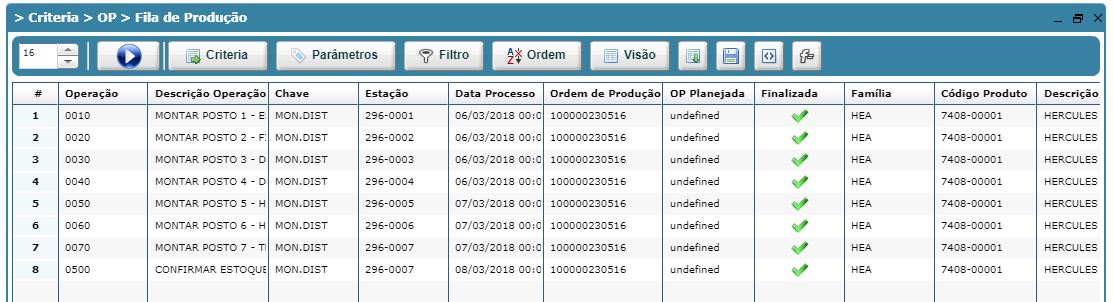 > Criteria > OP > Fila de Produção
16 Criteria Parâmetros Filtro Ordem Visão
# Operação Descrição Operação Chave Estação Data Processo Ordem de Produção OP Planejada Finalizada Família Código Produto Descrição
1 0010 MONTAR POSTO 1 - E MON.DIST 296-0001 06/03/2018 00:0 100000230516 undefined HEA 7408-00001 HERCULES
2 0020 MONTAR POSTO 2 - F MON.DIST 296-0002 06/03/2018 00:0 100000230516 undefined HEA 7408-00001 HERCULES
3 0030 MONTAR POSTO 3 - D MON.DIST 296-0003 06/03/2018 00:0 100000230516 undefined HEA 7408-00001 HERCULES
4 0040 MONTAR POSTO 4 - D MON.DIST 296-0004 06/03/2018 00:0 100000230516 undefined HEA 7408-00001 HERCULES
5 0050 MONTAR POSTO 5 - H MON.DIST 296-0005 07/03/2018 00:0 100000230516 undefined HEA 7408-00001 HERCULES
6 0060 MONTAR POSTO 6 - H MON.DIST 296-0006 07/03/2018 00:0 100000230516 undefined HEA 7408-00001 HERCULES
7 0070 MONTAR POSTO 7 - T MON.DIST 296-0007 07/03/2018 00:0 100000230516 undefined HEA 7408-00001 HERCULES
8 0500 CONFIRMAR ESTOQUE MON.DIST 296-0007 08/03/2018 00:0 100000230516 undefined HEA 7408-00001 HERCULES